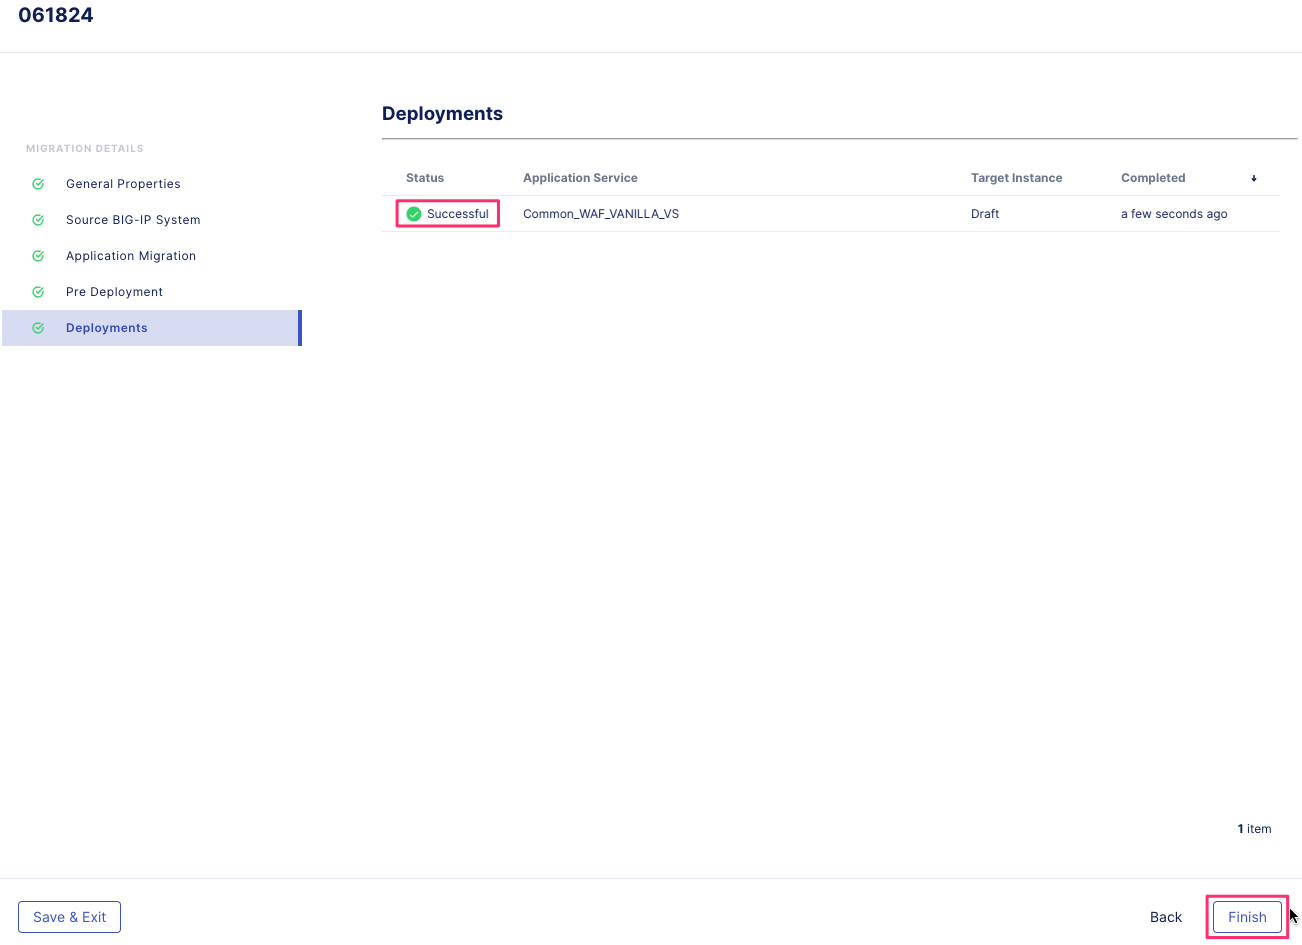 061824
MIGRATION DETAILS
General Properties
Source BIG-IP System
Application Migration
Pre Deployment
Deployments
Deployments
Status Application Service Target Instance Completed
Successful Common_WAF_VANILLA_VS Draft a few seconds ago
1 item
Save & Exit Back Finish